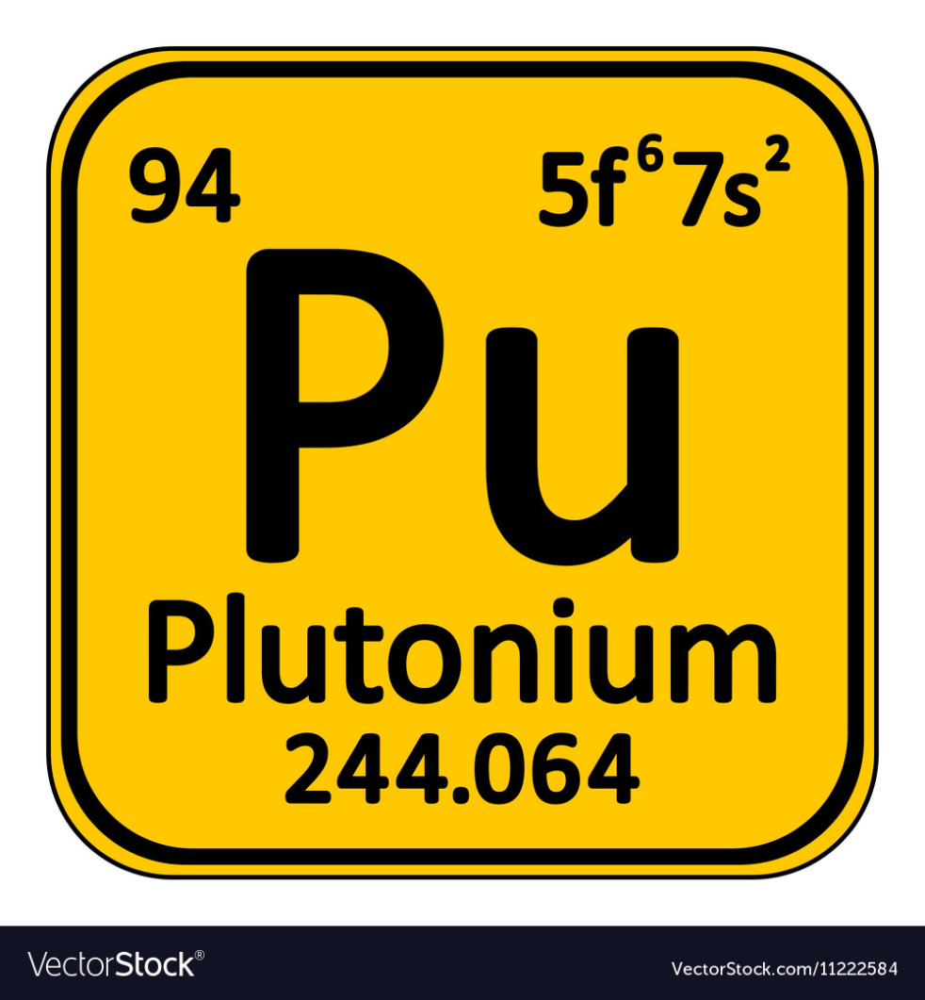 94 5f⁶7s²
Pu
Plutonium
244.064
VectorStock® VectorStock.com/11222584